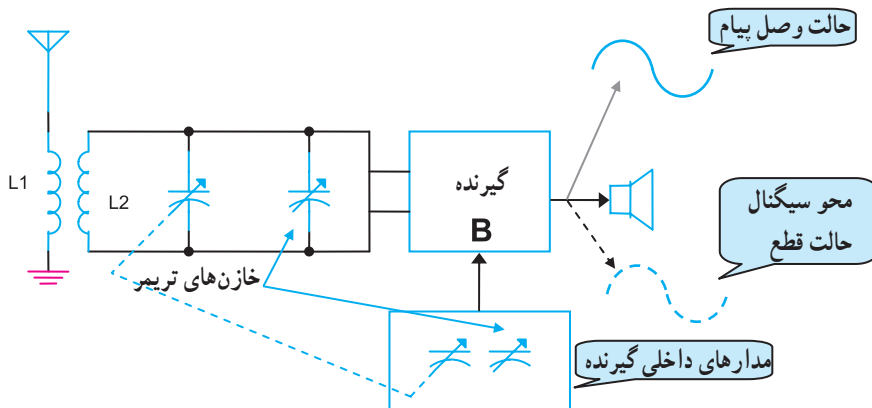 حالت وصل پیام
L1
L2
گیرنده
B
محو سیگنال
حالت قطع
خازن‌های تریمر
مدارهای داخلی گیرنده